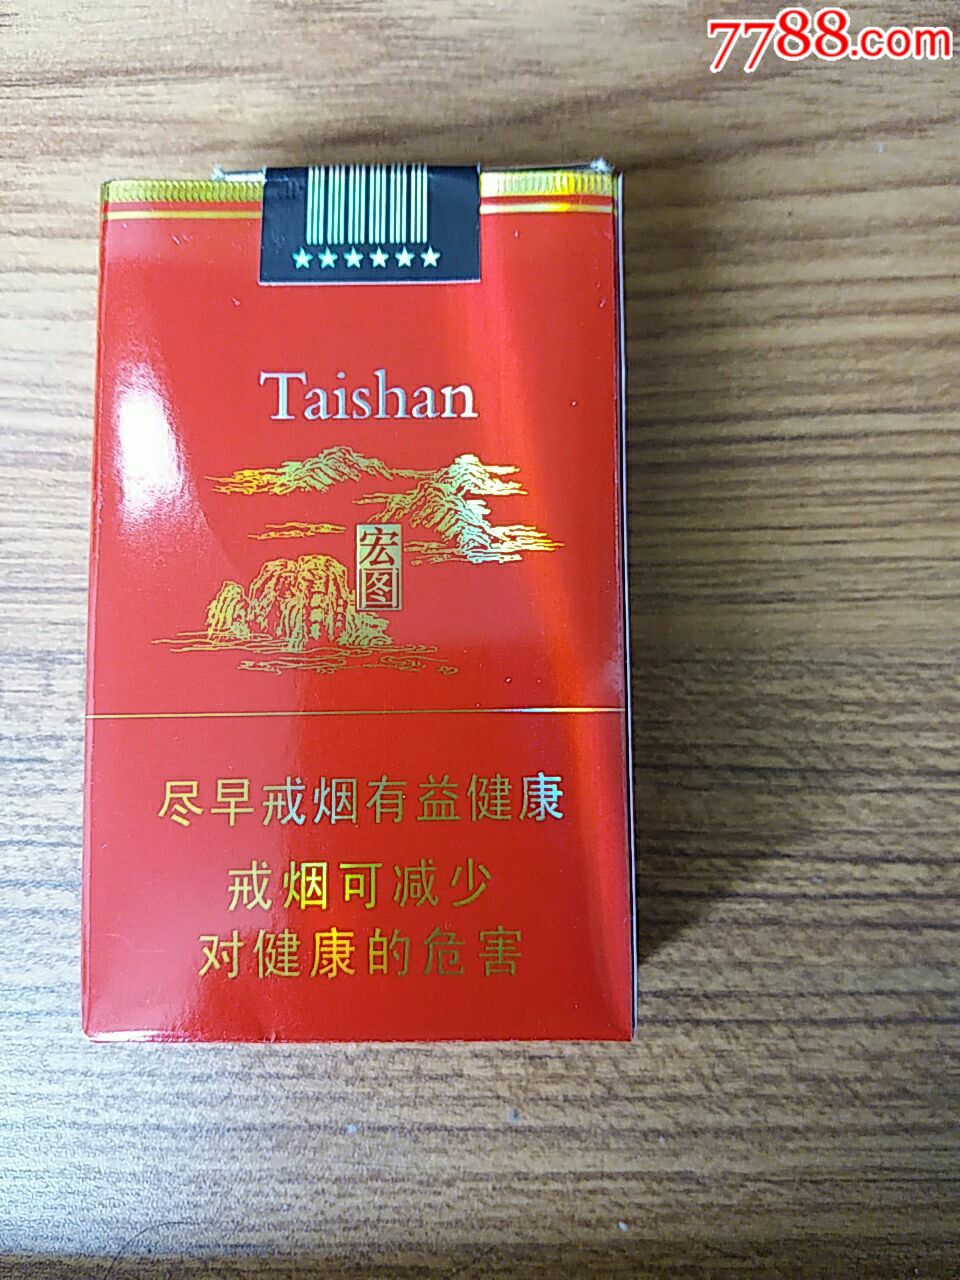 7788.com
★★★★★★
Taishan
宏
图
尽早戒烟有益健康
戒烟可减少
对健康的危害